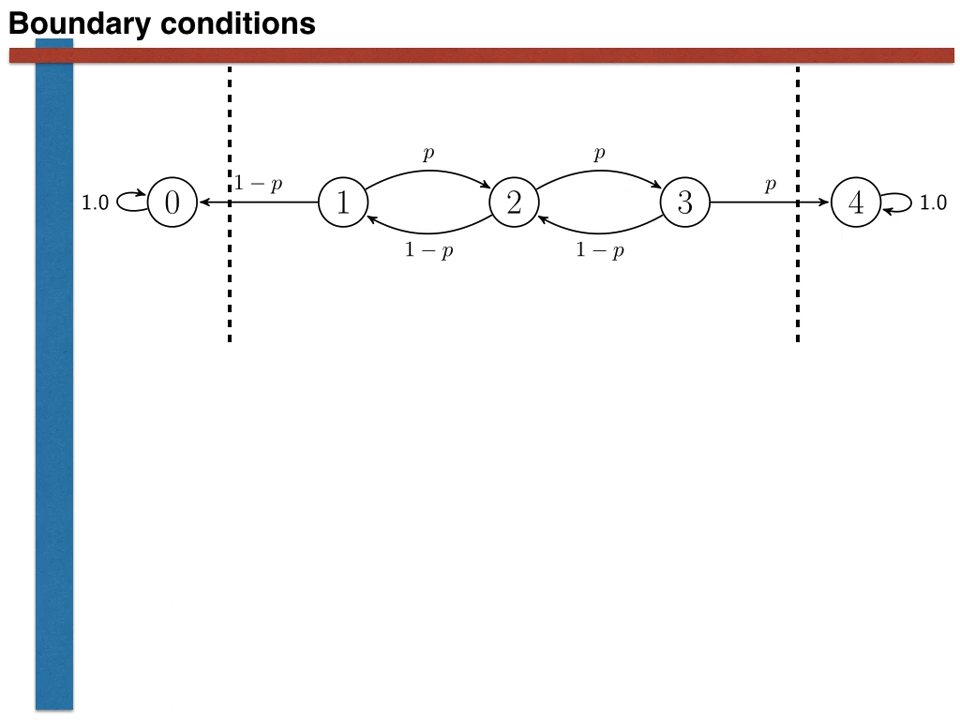 Boundary conditions
p p
1 − p p
1.0 0 1 2 3 4 1.0
1 − p 1 − p